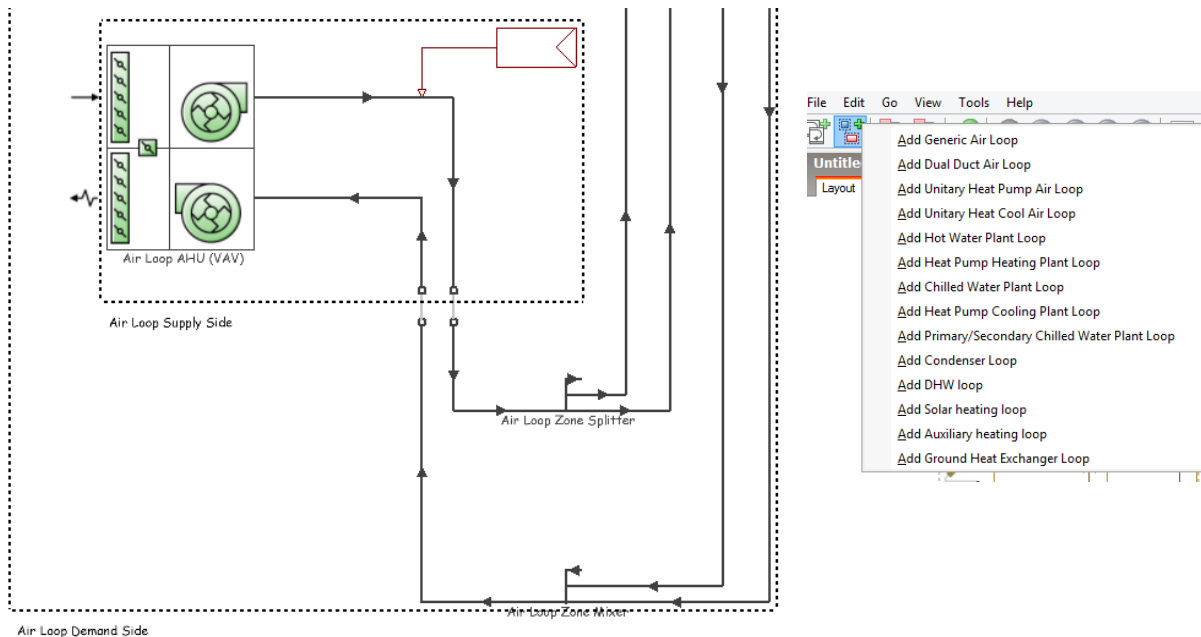 Air Loop AHU (VAV)
Air Loop Supply Side
Air Loop Zone Splitter
Air Loop Zone Mixer
Air Loop Demand Side
File Edit Go View Tools Help
Untitle
Layout
Add Generic Air Loop
Add Dual Duct Air Loop
Add Unitary Heat Pump Air Loop
Add Unitary Heat Cool Air Loop
Add Hot Water Plant Loop
Add Heat Pump Heating Plant Loop
Add Chilled Water Plant Loop
Add Heat Pump Cooling Plant Loop
Add Primary/Secondary Chilled Water Plant Loop
Add Condenser Loop
Add DHW loop
Add Solar heating loop
Add Auxiliary heating loop
Add Ground Heat Exchanger Loop